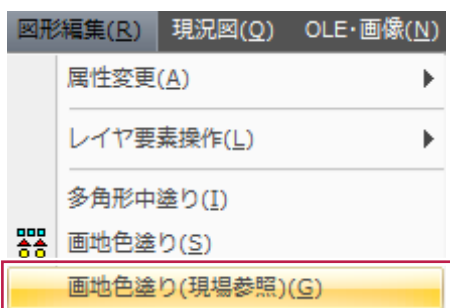 図形編集(R) 現況図(Q) OLE・画像(N)
属性変更(A)
レイヤ要素操作(L)
多角形中塗り(I)
画地色塗り(S)
画地色塗り(現場参照)(G)